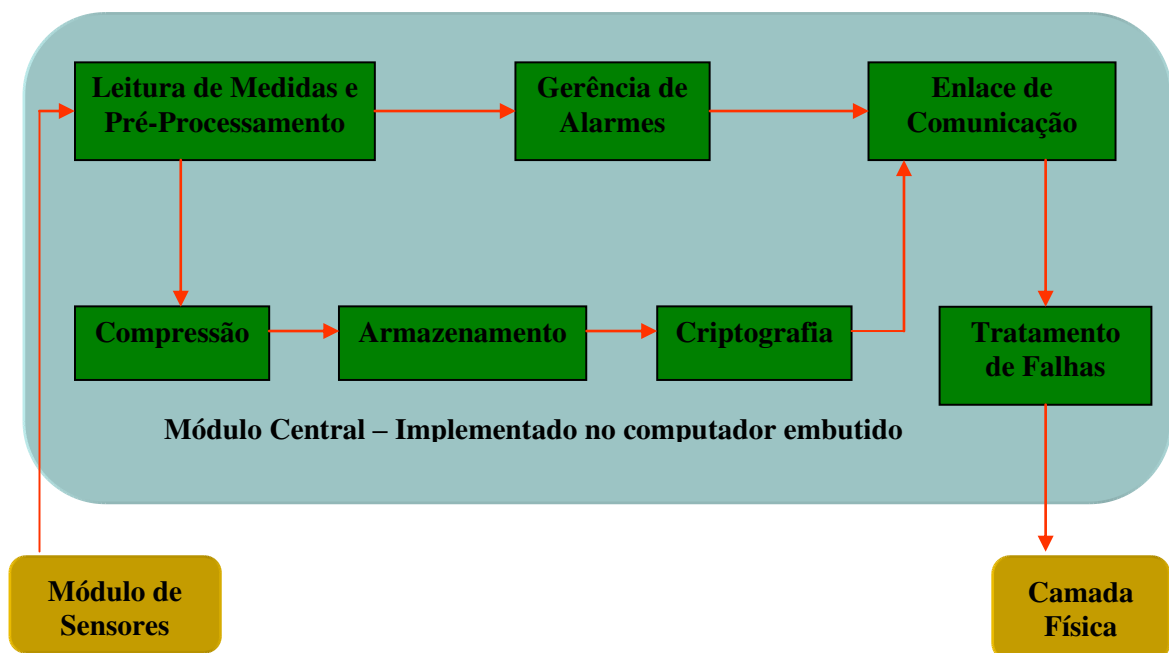 Leitura de Medidas e
Pré-Processamento
Gerência de
Alarmes
Enlace de
Comunicação
Compressão
Armazenamento
Criptografia
Tratamento
de Falhas
Módulo Central – Implementado no computador embutido
Módulo de
Sensores
Camada
Física